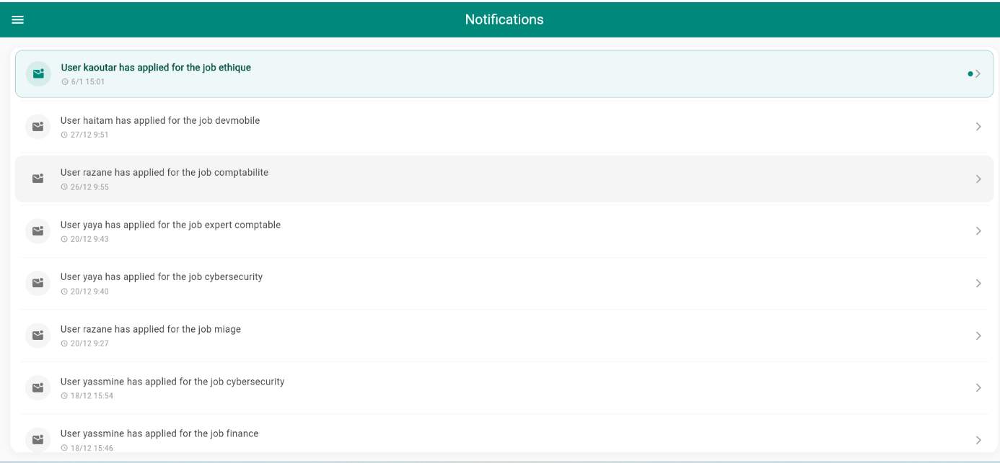 Notifications
User kaoutar has applied for the job ethique
6/1 15:01
User haitam has applied for the job devmobile
27/12 9:51
User razane has applied for the job comptabilite
26/12 9:55
User yaya has applied for the job expert comptable
20/12 9:43
User yaya has applied for the job cybersecurity
20/12 9:40
User razane has applied for the job miage
20/12 9:27
User yassmine has applied for the job cybersecurity
18/12 15:54
User yassmine has applied for the job finance
18/12 15:46